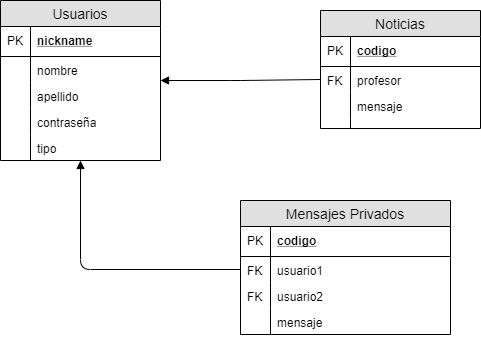 Usuarios
PK nickname
nombre
apellido
contraseña
tipo
Noticias
PK codigo
FK profesor
mensaje
Mensajes Privados
PK codigo
FK usuario1
FK usuario2
mensaje